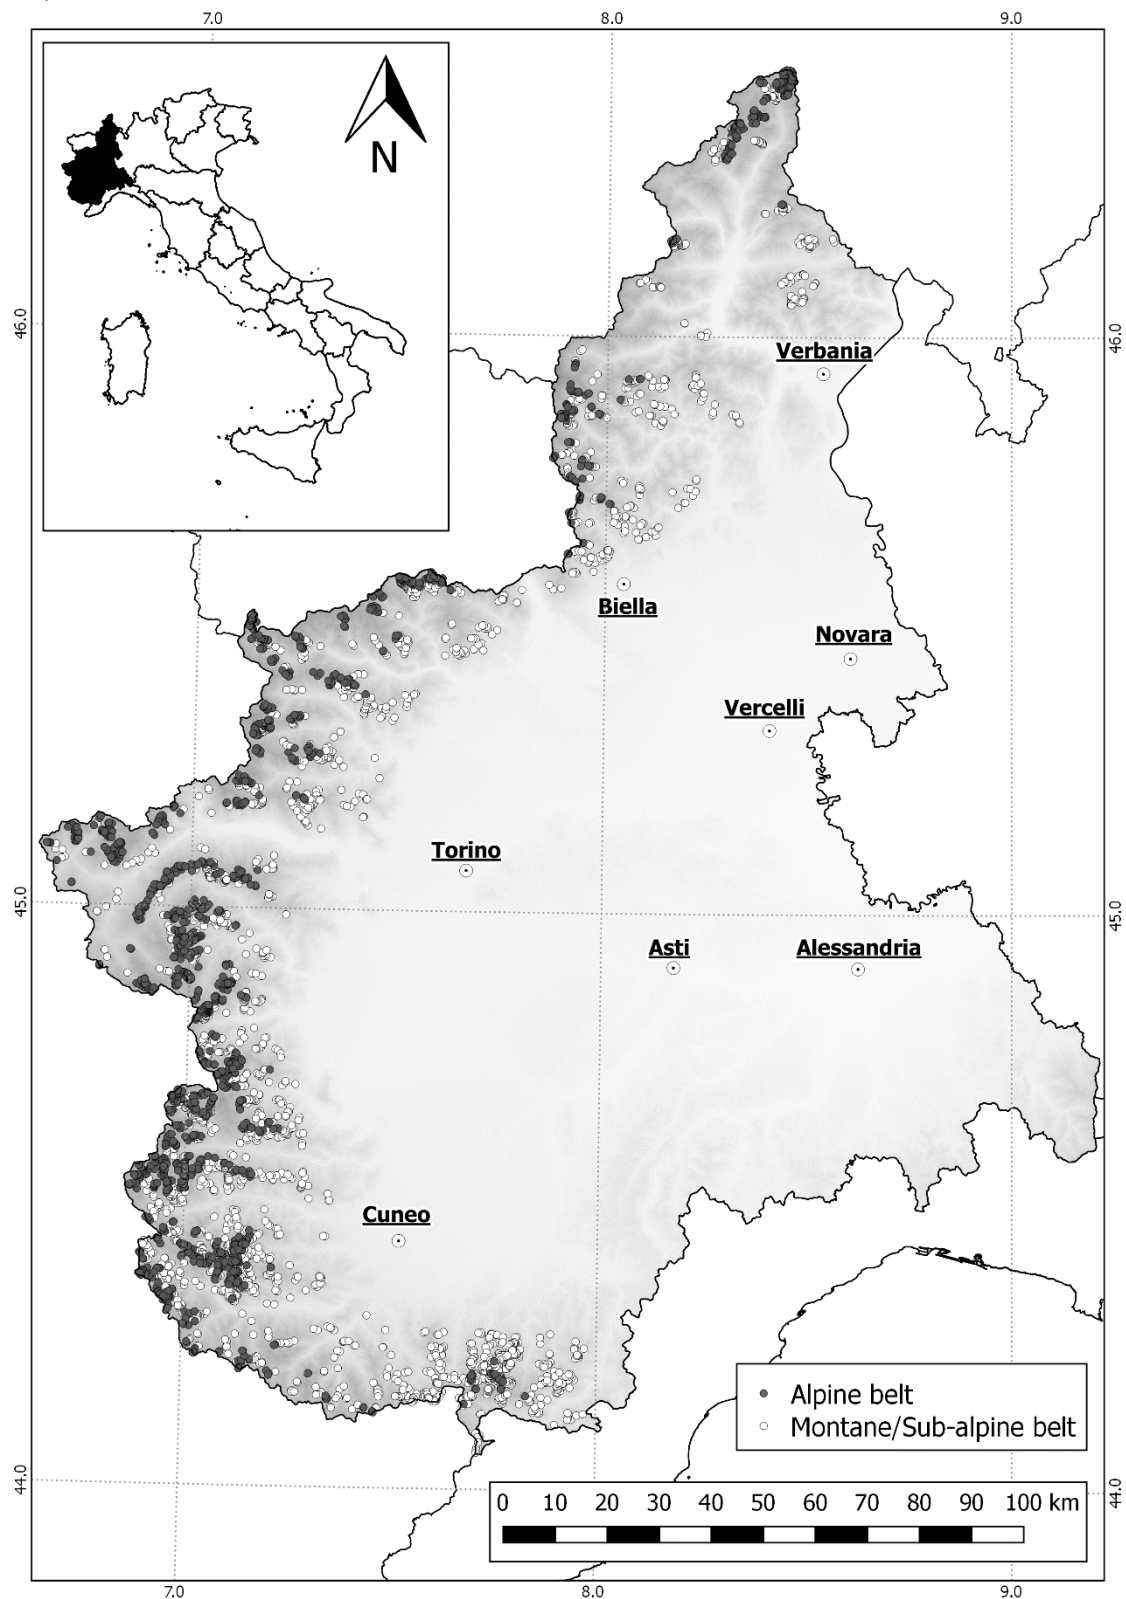 7.0 8.0 9.0
N
46.0 46.0
Verbania
Biella
Novara
Vercelli
Torino
45.0 45.0
Asti Alessandria
Cuneo
Alpine belt
Montane/Sub-alpine belt
44.0 44.0
0 10 20 30 40 50 60 70 80 90 100 km
7.0 8.0 9.0